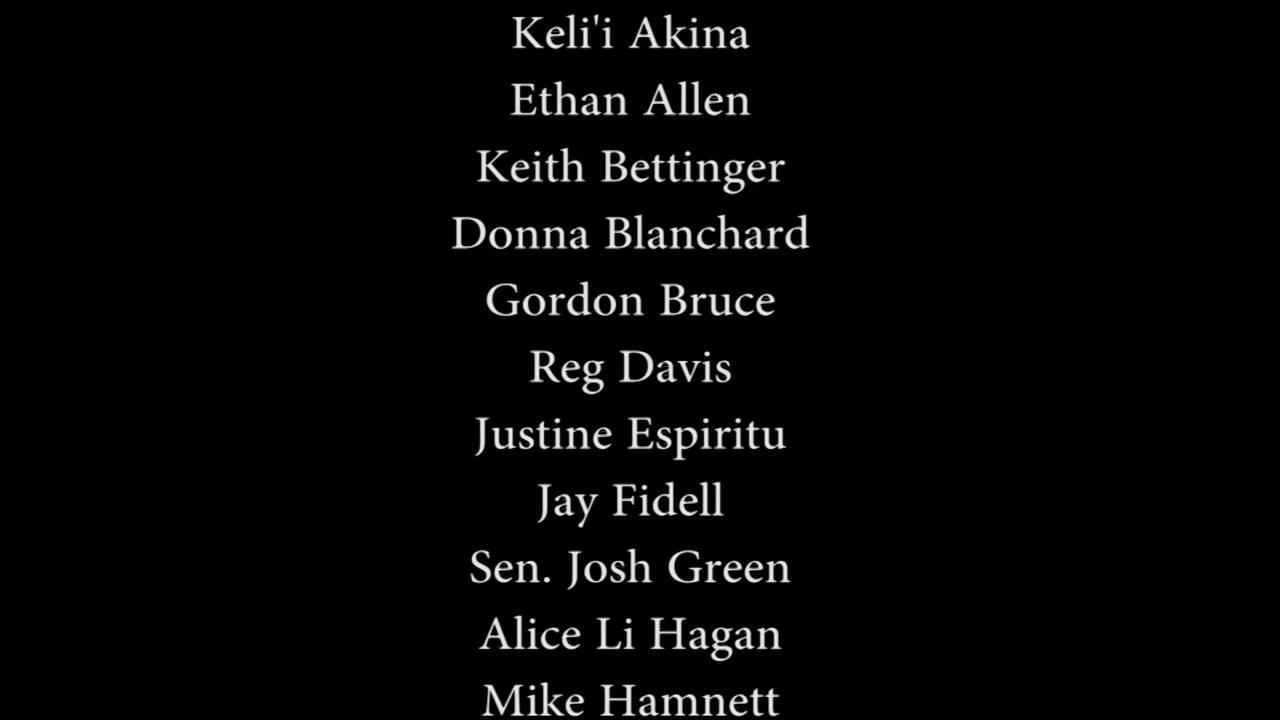 Keli'i Akina
Ethan Allen
Keith Bettinger
Donna Blanchard
Gordon Bruce
Reg Davis
Justine Espiritu
Jay Fidell
Sen. Josh Green
Alice Li Hagan
Mike Hamnett